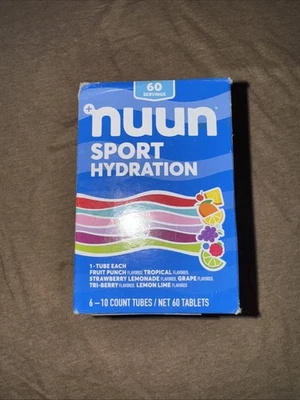 60
SERVINGS
nuun
SPORT
HYDRATION
1-TUBE EACH
FRUIT PUNCH FLAVORED, TROPICAL FLAVORED,
STRAWBERRY LEMONADE FLAVORED, GRAPE FLAVORED,
TRI-BERRY FLAVORED, LEMON LIME FLAVORED
6–10 COUNT TUBES / NET 60 TABLETS